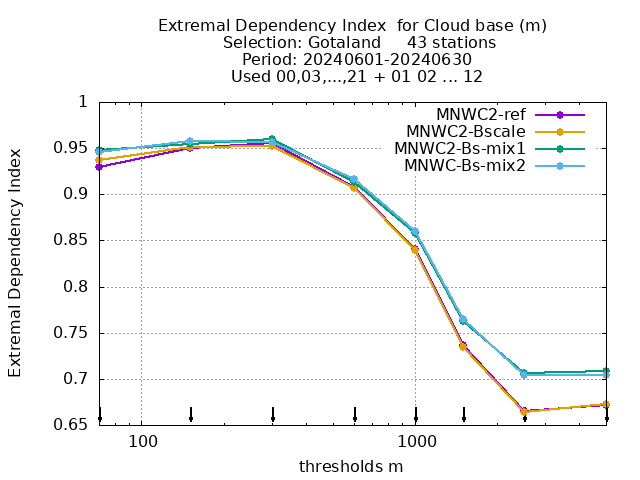 Extremal Dependency Index  for Cloud base (m)
Selection: Gotaland     43 stations
Period: 20240601-20240630
Used 00,03,...,21 + 01 02 ... 12
MNWC2-ref
MNWC2-Bscale
MNWC2-Bs-mix1
MNWC-Bs-mix2
Extremal Dependency Index
1
0.95
0.9
0.85
0.8
0.75
0.7
0.65
100
1000
thresholds m